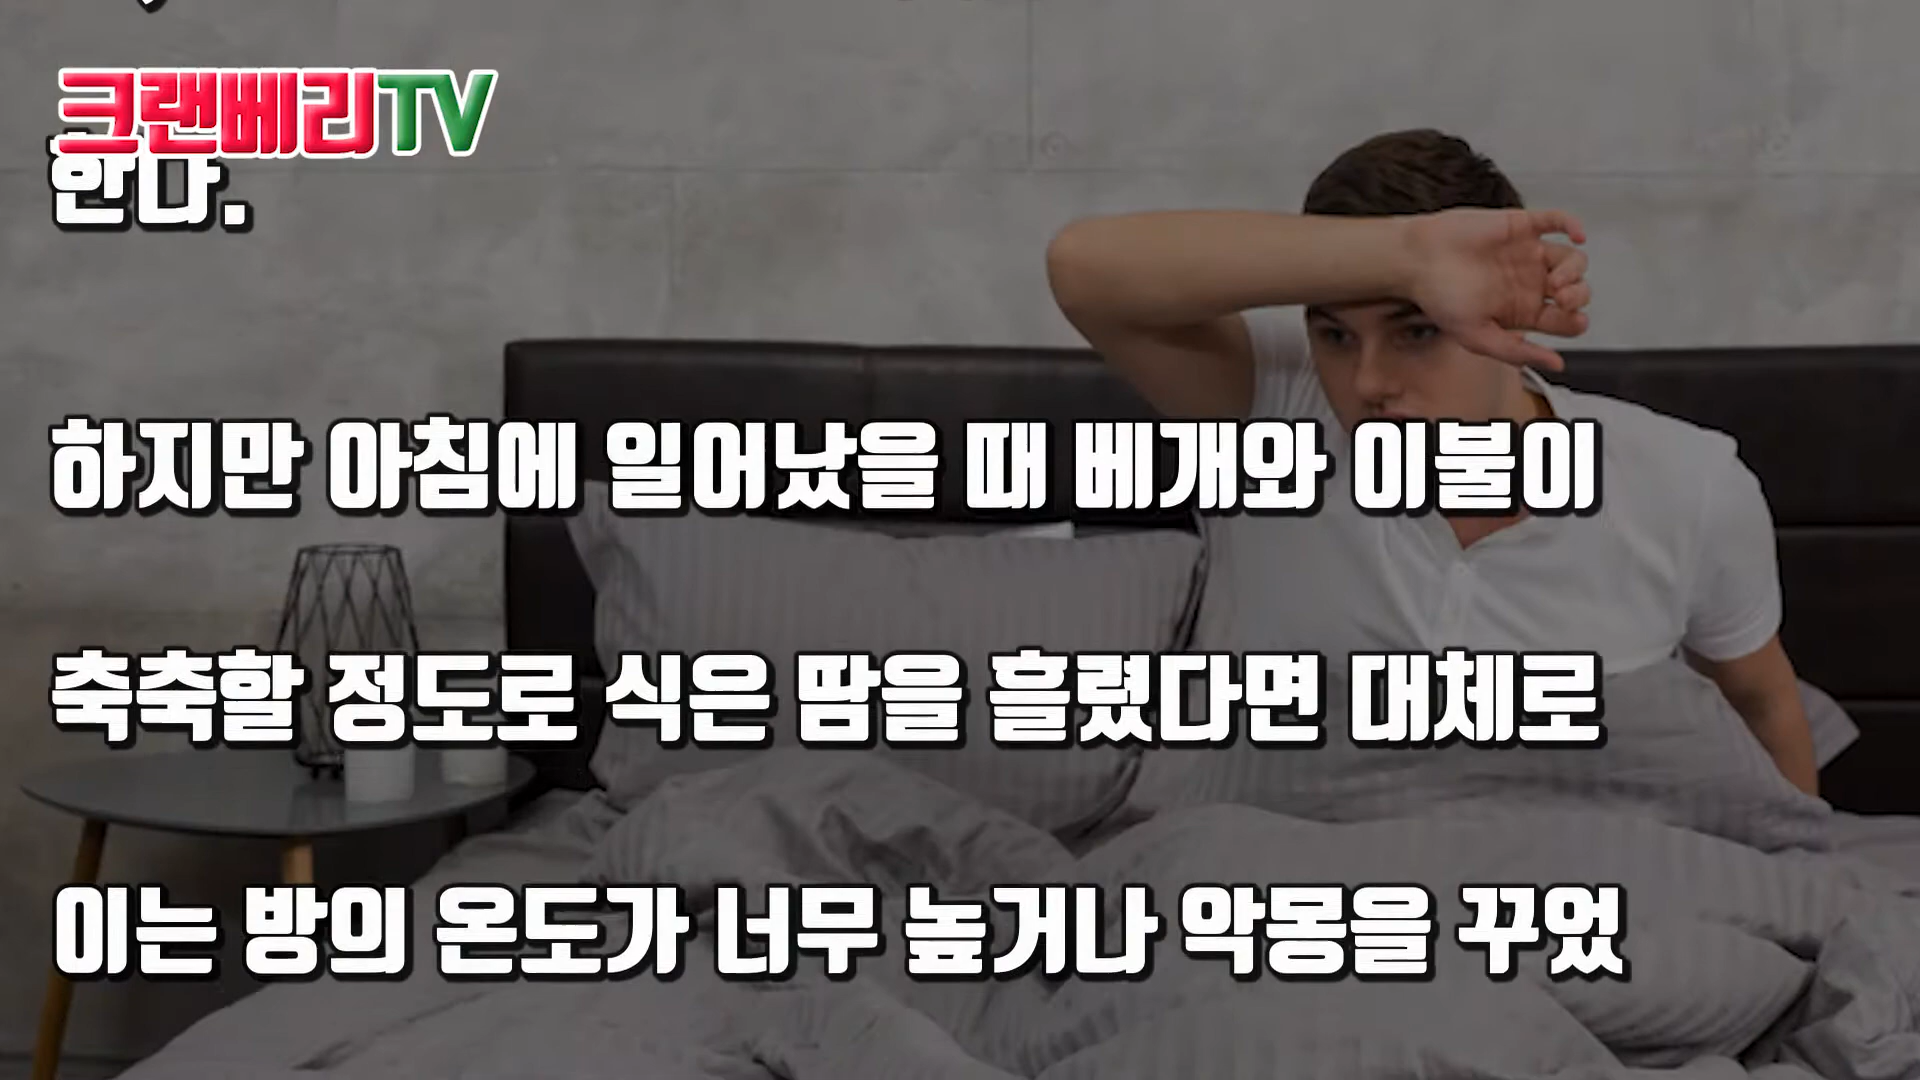 크랜베리TV
한다.
하지만 아침에 일어났을 때 베개와 이불이
축축할 정도로 식은 땀을 흘렸다면 대체로
이는 방의 온도가 너무 높거나 악몽을 꾸었